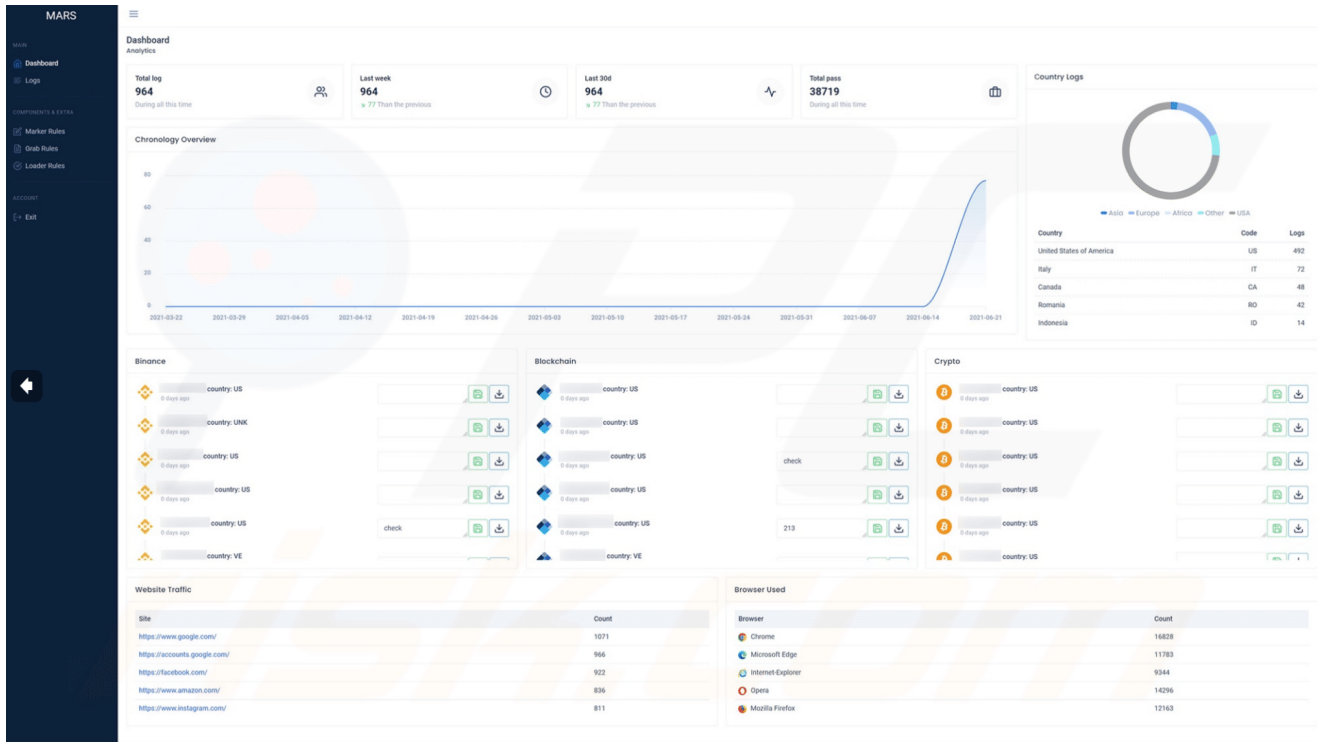 MARS
MAIN
Dashboard
Logs
COMPONENTS & EXTRA
Marker Rules
Grab Rules
Loader Rules
ACCOUNT
Exit
Dashboard
Analytics
Total log
964
During all this time
Last week
964
77 Than the previous
Last 30d
964
77 Than the previous
Total pass
38719
During all this time
Country Logs
Asia Europe Africa Other USA
Country Code Logs
United States of America US 492
Italy IT 72
Canada CA 48
Romania RO 42
Indonesia ID 14
Chronology Overview
80
60
40
20
0
2021-03-22 2021-03-29 2021-04-05 2021-04-12 2021-04-19 2021-04-26 2021-05-03 2021-05-10 2021-05-17 2021-05-24 2021-05-31 2021-06-07 2021-06-14 2021-06-21
Binance
country: US
0 days ago
country: UNK
0 days ago
country: US
0 days ago
country: US
0 days ago
country: US
0 days ago
check
country: VE
Blockchain
country: US
0 days ago
country: US
0 days ago
country: US
0 days ago
check
country: US
0 days ago
country: US
0 days ago
213
country: VE
Crypto
country: US
0 days ago
country: US
0 days ago
country: US
0 days ago
country: US
0 days ago
country: US
0 days ago
country: US
Website Traffic
Site Count
https://www.google.com/ 1071
https://accounts.google.com/ 966
https://facebook.com/ 922
https://www.amazon.com/ 836
https://www.instagram.com/ 811
Browser Used
Browser Count
Chrome 16828
Microsoft Edge 11783
Internet-Explorer 9344
Opera 14296
Mozilla Firefox 12163
PC
risk.com